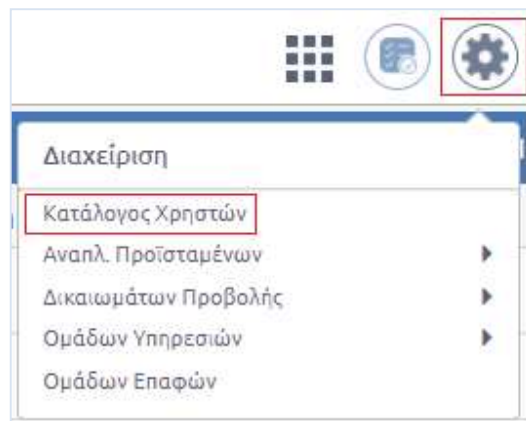 Διαχείριση
Κατάλογος Χρηστών
Αναπλ. Προϊσταμένων
Δικαιωμάτων Προβολής
Ομάδων Υπηρεσιών
Ομάδων Επαφών